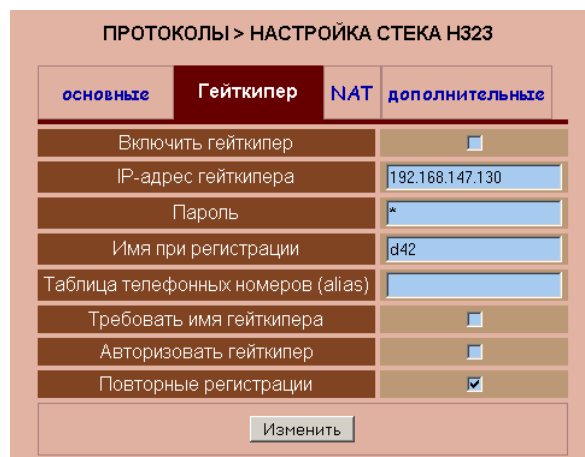 ПРОТОКОЛЫ > НАСТРОЙКА СТЕКА H323
основные Гейткипер NAT дополнительные
Включить гейткипер
IP-адрес гейткипера 192.168.147.130
Пароль *
Имя при регистрации d42
Таблица телефонных номеров (alias)
Требовать имя гейткипера
Авторизовать гейткипер
Повторные регистрации
Изменить